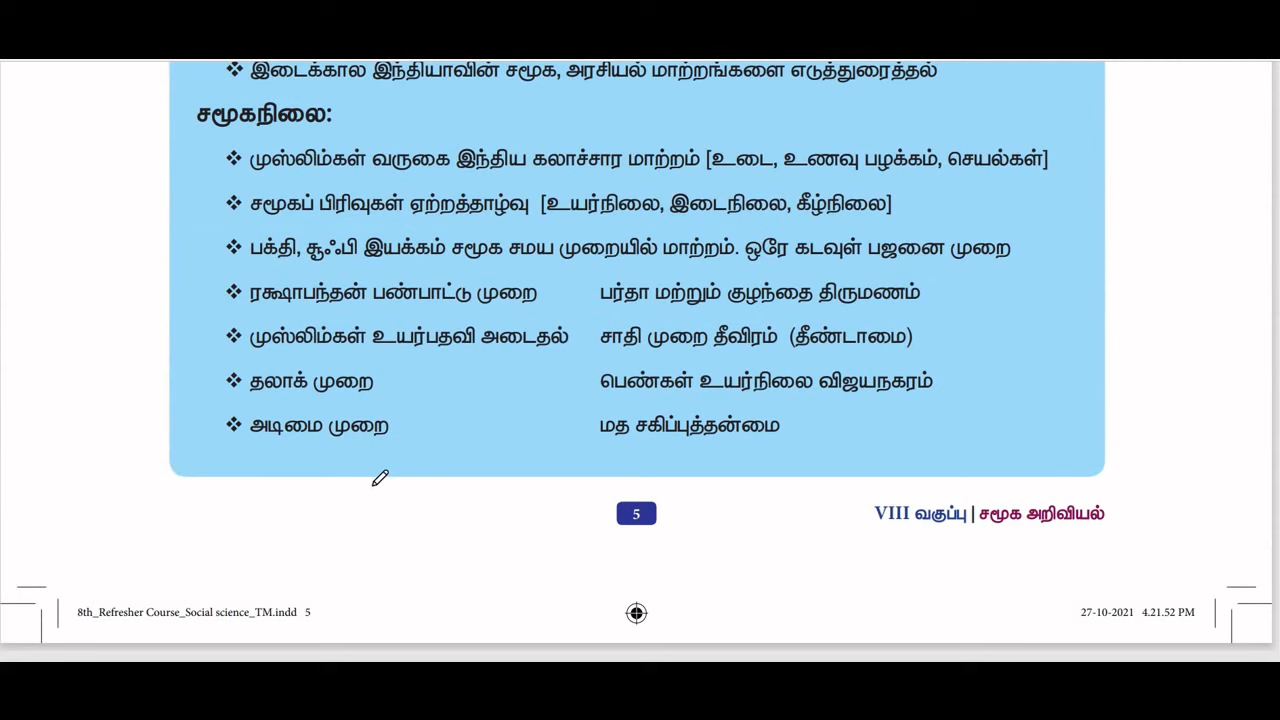 ❖ இடைக்கால இந்தியாவின் சமூக, அரசியல் மாற்றங்களை எடுத்துரைத்தல்
சமூகநிலை:
❖ முஸ்லிம்கள் வருகை இந்திய கலாச்சார மாற்றம் [உடை, உணவு பழக்கம், செயல்கள்]
❖ சமூகப் பிரிவுகள் ஏற்றத்தாழ்வு [உயர்நிலை, இடைநிலை, கீழ்நிலை]
❖ பக்தி, சூஃபி இயக்கம் சமூக சமய முறையில் மாற்றம். ஒரே கடவுள் பஜனை முறை
❖ ரக்ஷாபந்தன் பண்பாட்டு முறை பர்தா மற்றும் குழந்தை திருமணம்
❖ முஸ்லிம்கள் உயர்பதவி அடைதல் சாதி முறை தீவிரம் (தீண்டாமை)
❖ தலாக் முறை பெண்கள் உயர்நிலை விஜயநகரம்
❖ அடிமை முறை மத சகிப்புத்தன்மை
5 VIII வகுப்பு | சமூக அறிவியல்
8th_Refresher Course_Social science_TM.indd 5 27-10-2021 4.21.52 PM